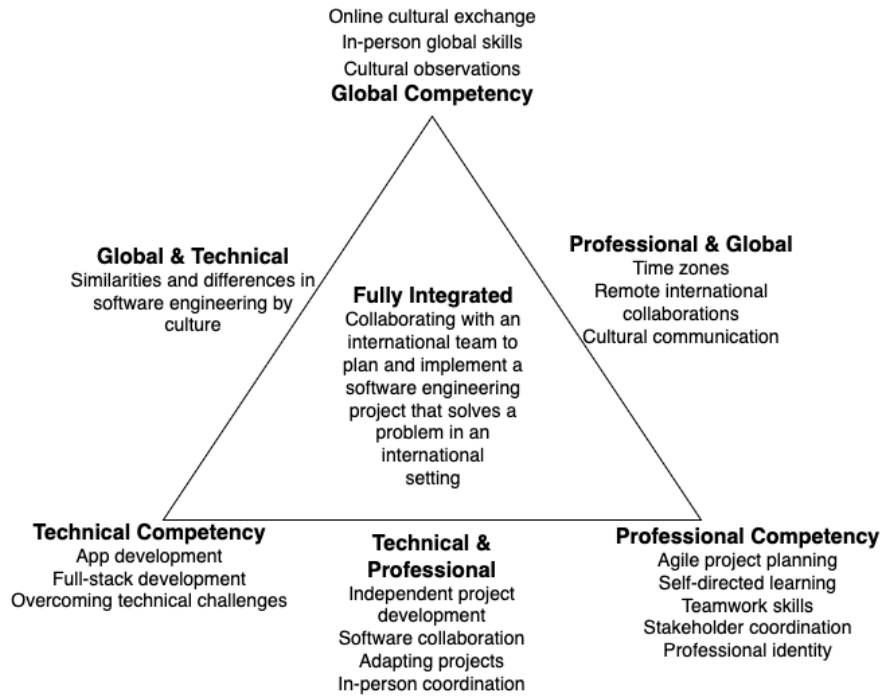 Online cultural exchange
In-person global skills
Cultural observations
Global Competency
Global & Technical
Similarities and differences in
software engineering by
culture
Professional & Global
Time zones
Remote international
collaborations
Cultural communication
Fully Integrated
Collaborating with an
international team to
plan and implement a
software engineering
project that solves a
problem in an
international
setting
Technical Competency
App development
Full-stack development
Overcoming technical challenges
Technical &
Professional
Independent project
development
Software collaboration
Adapting projects
In-person coordination
Professional Competency
Agile project planning
Self-directed learning
Teamwork skills
Stakeholder coordination
Professional identity